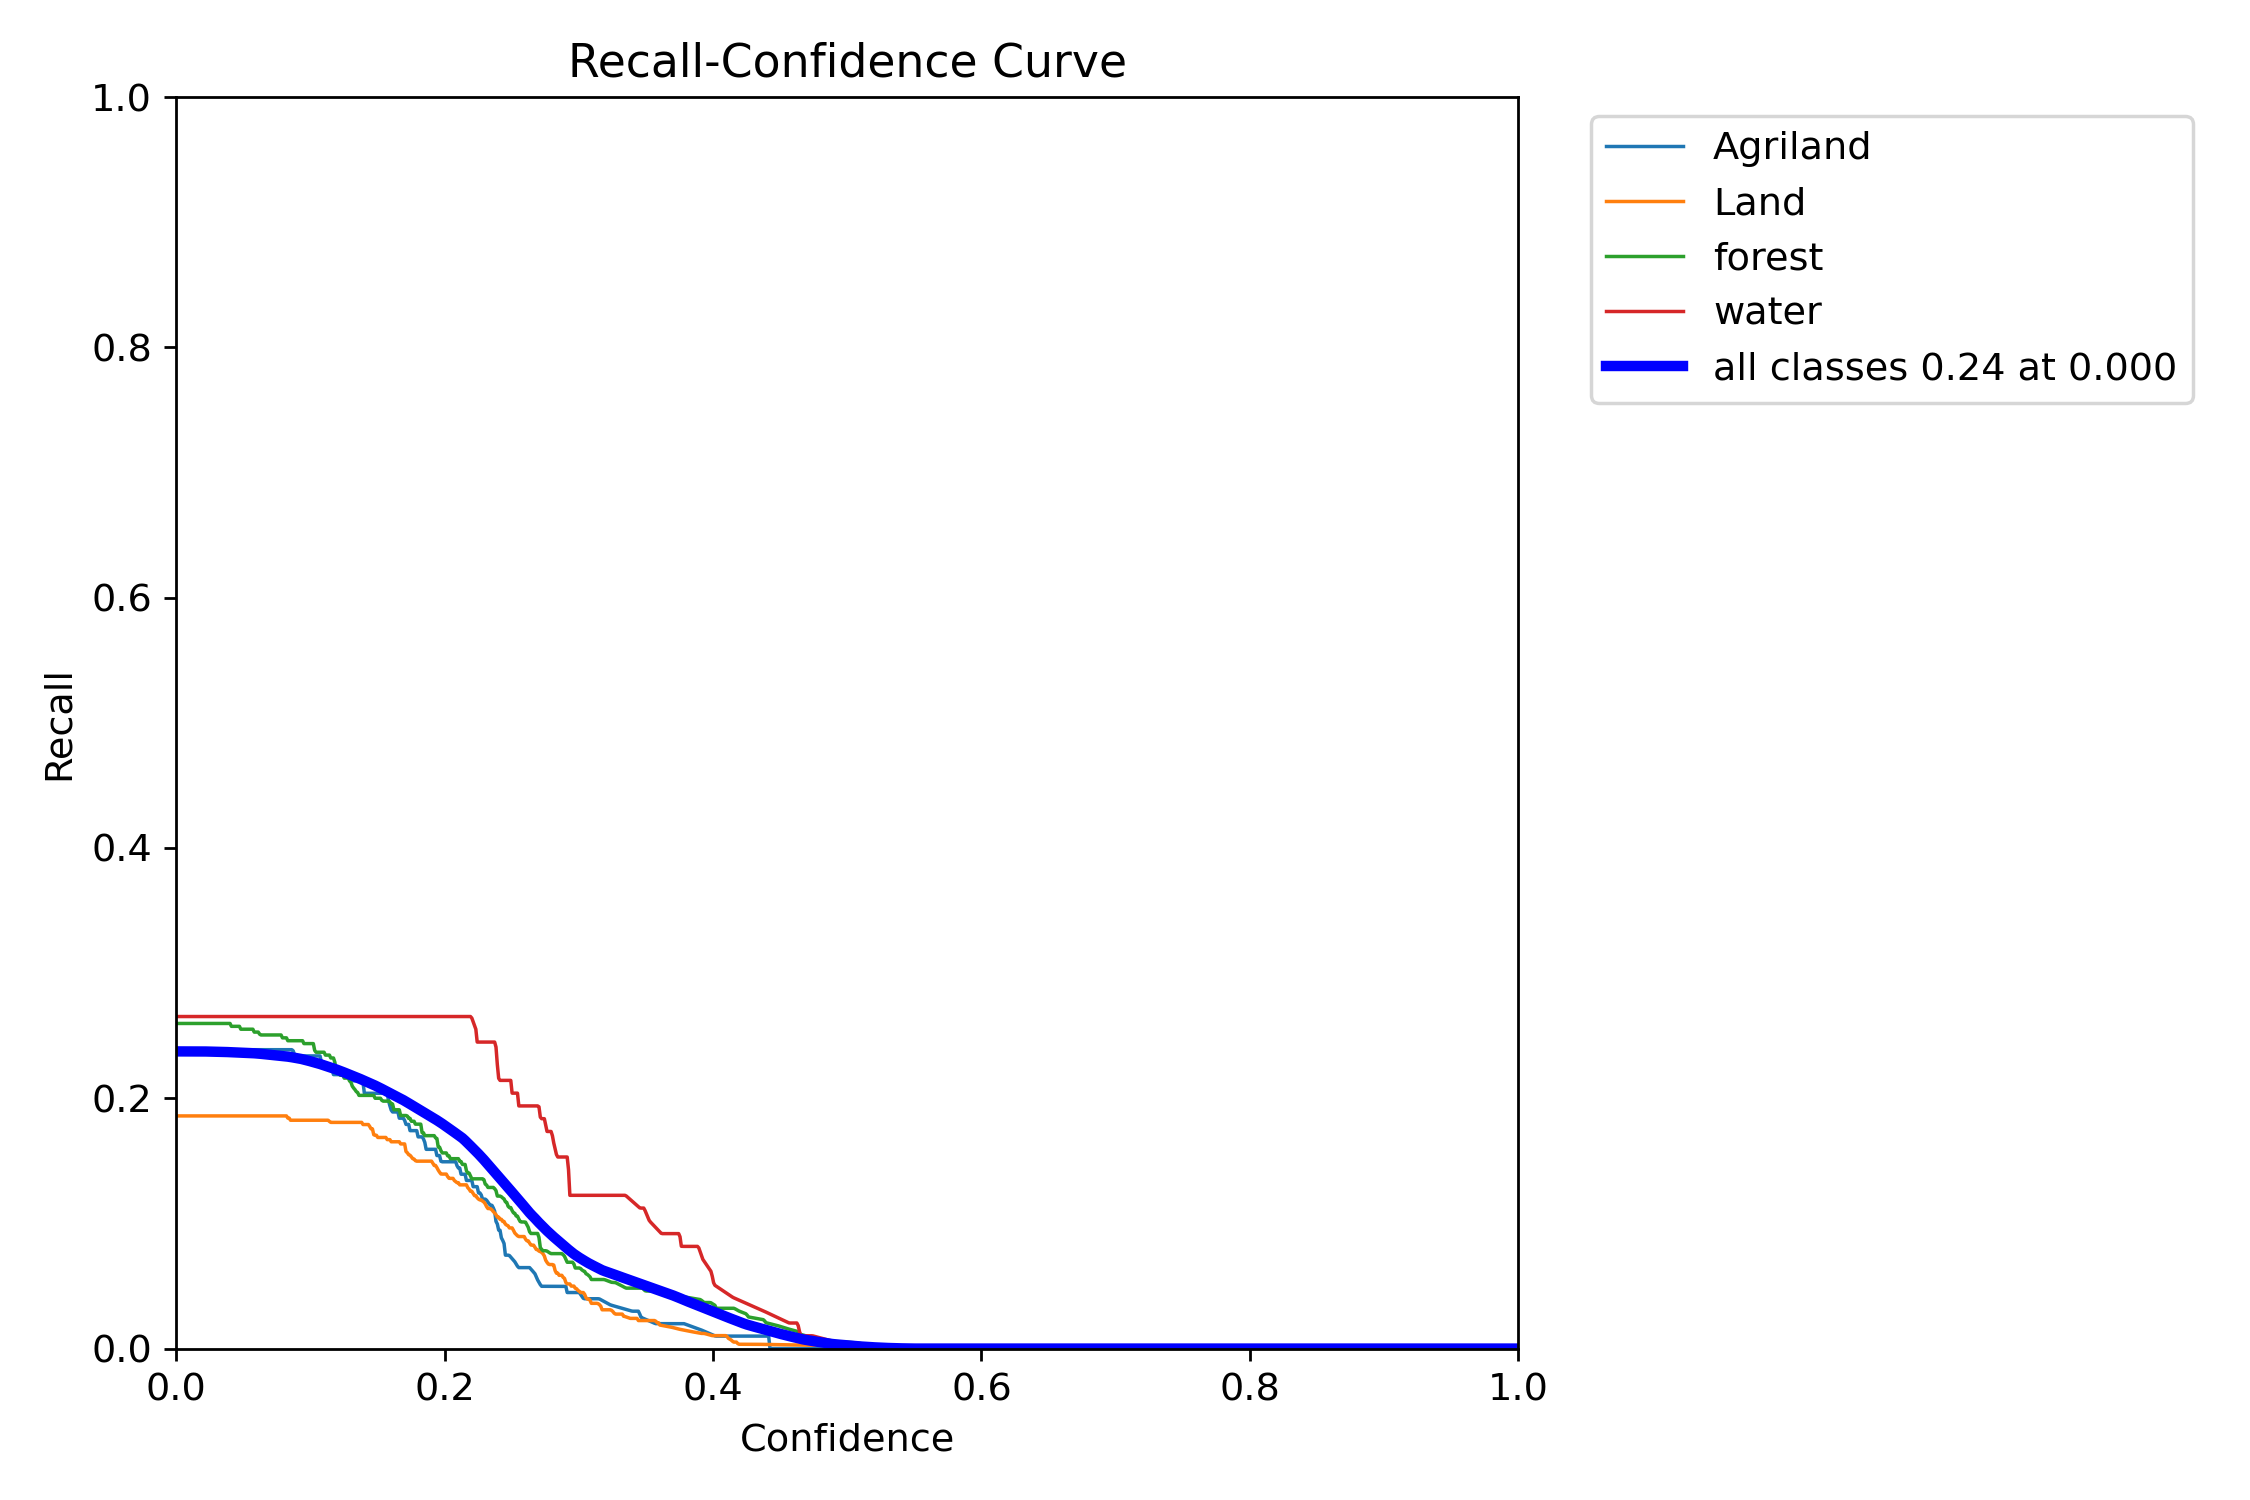 Recall-Confidence Curve
1.0
0.8
0.6
0.4
0.2
0.0
Recall
0.0 0.2 0.4 0.6 0.8 1.0
Confidence
Agriland
Land
forest
water
all classes 0.24 at 0.000